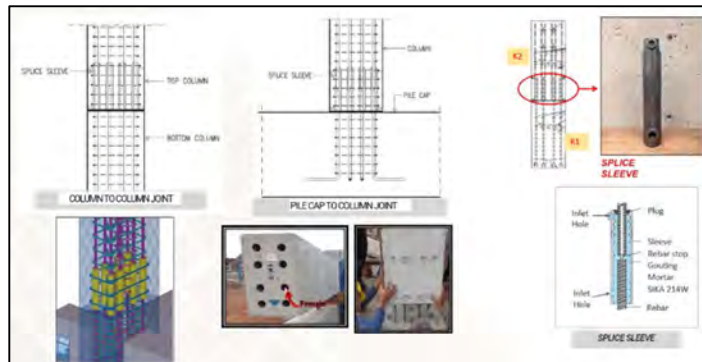 SPLICE SLEEVE
TOP COLUMN
BOTTOM COLUMN
COLUMN TO COLUMN JOINT
COLUMN
SPLICE SLEEVE
PILE CAP
PILE CAP TO COLUMN JOINT
K2
K1
SPLICE
SLEEVE
Inlet
Hole
Plug
Sleeve
Rebar stop
Gouting
Mortar
SIKA 214W
Inlet
Hole
Rebar
SPLICE SLEEVE